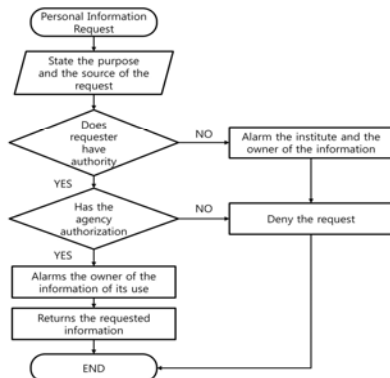 Personal Information
Request
State the purpose
and the source of the
request
Does
requester
have
authority
NO
Alarm the institute and the
owner of the information
YES
Has the
agency
authorization
NO
Deny the request
YES
Alarms the owner of the
information of its use
Returns the requested
information
END